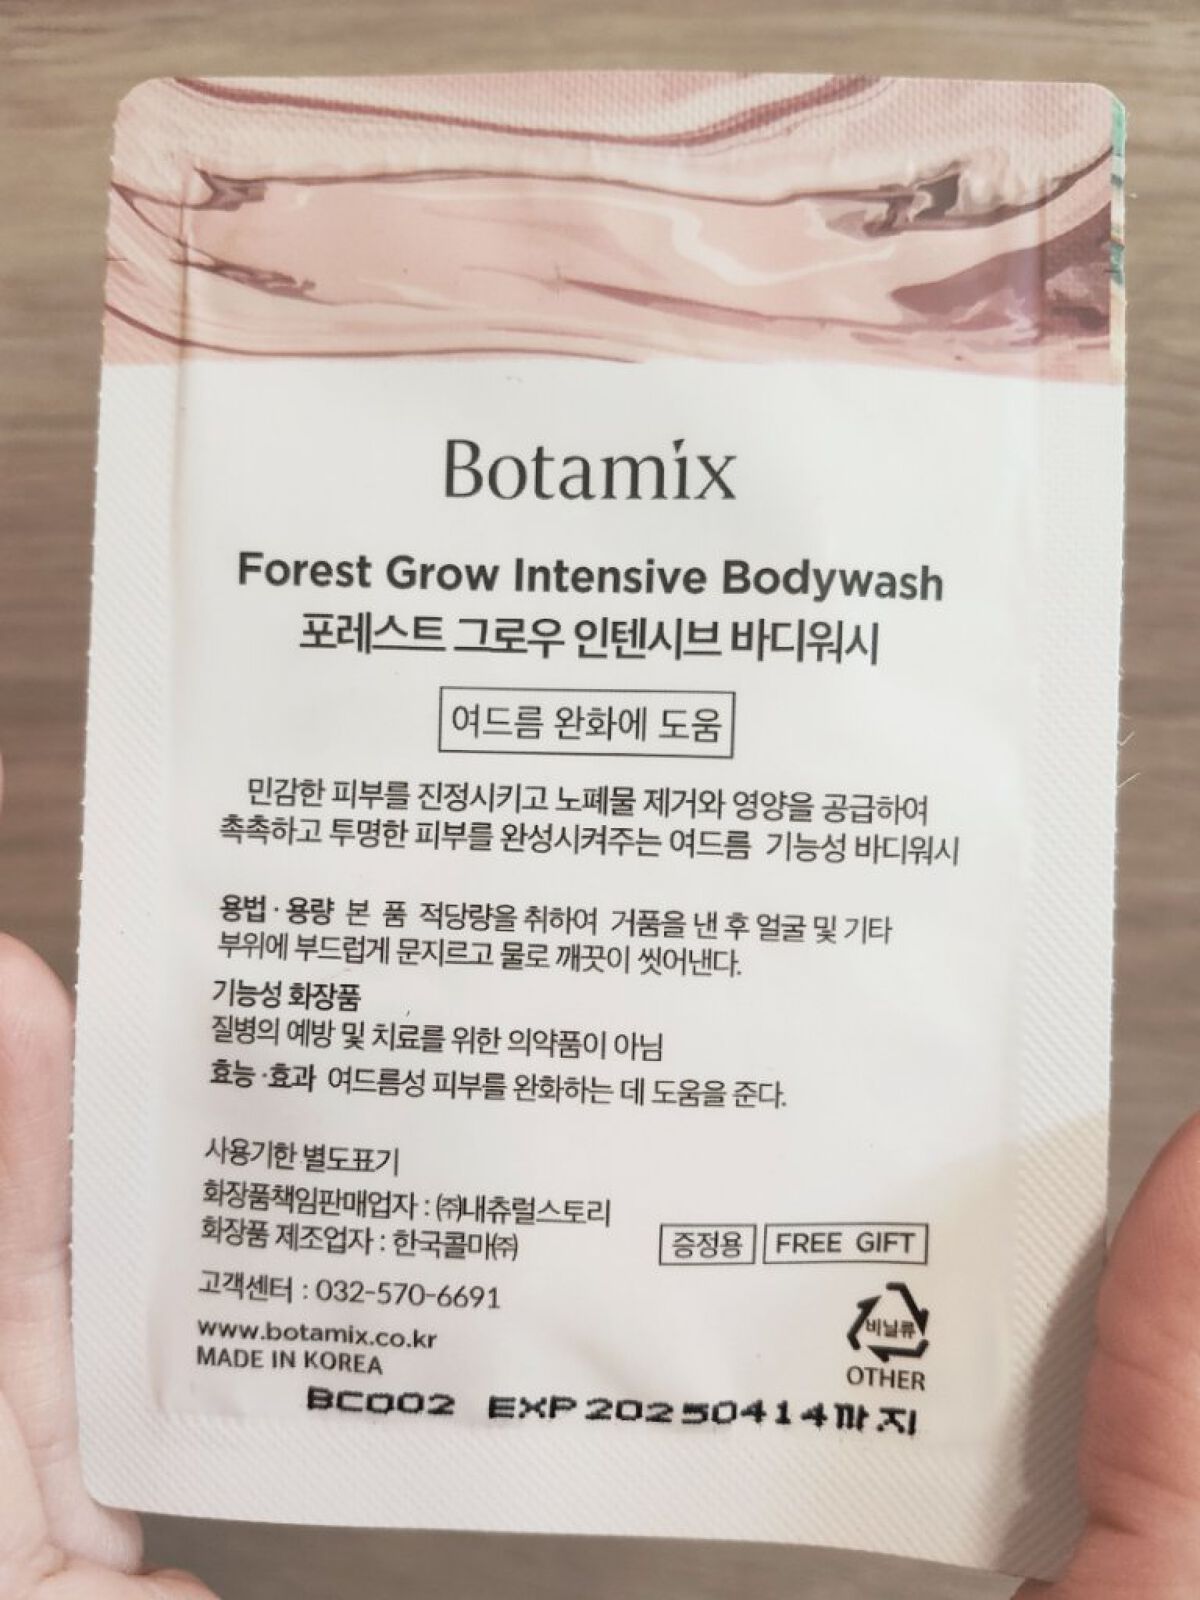 Botamix
Forest Grow Intensive Bodywash
포레스트 그로우 인텐시브 바디워시
여드름 완화에 도움
민감한 피부를 진정시키고 노폐물 제거와 영양을 공급하여
촉촉하고 투명한 피부를 완성시켜주는 여드름 기능성 바디워시
용법·용량 본 품 적당량을 취하여 거품을 낸 후 얼굴 및 기타
부위에 부드럽게 문지르고 물로 깨끗이 씻어낸다.
기능성 화장품
질병의 예방 및 치료를 위한 의약품이 아님
효능·효과 여드름성 피부를 완화하는 데 도움을 준다.
사용기한 별도표기
화장품책임판매업자 : ㈜내츄럴스토리
화장품 제조업자 : 한국콜마㈜
증정용 FREE GIFT
고객센터 : 032-570-6691
www.botamix.co.kr
MADE IN KOREA
비닐류
OTHER
BC002 EXP 20250414까지